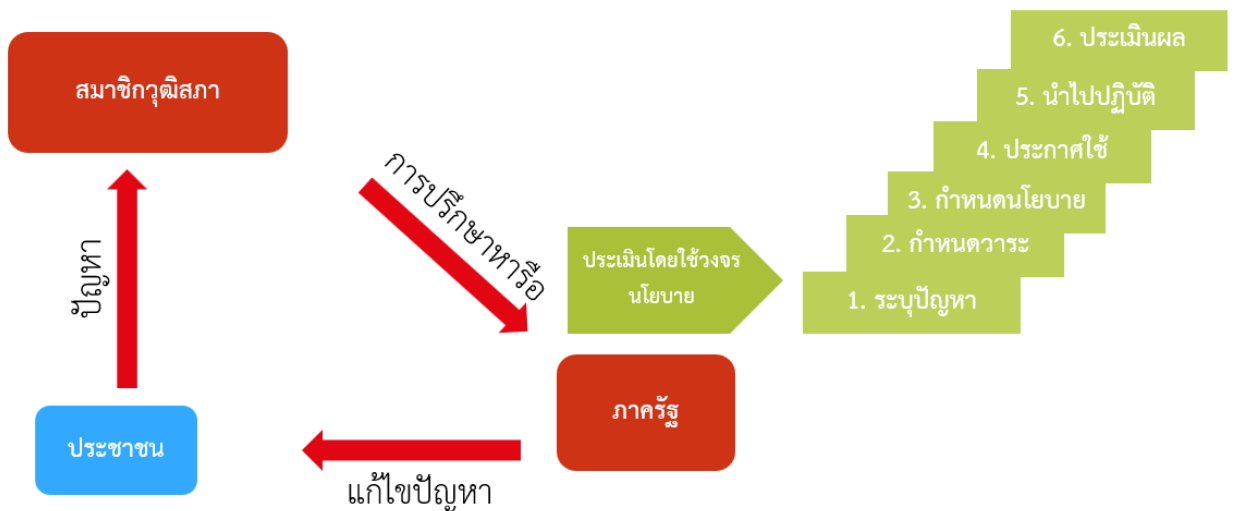 สมาชิกวุฒิสภา
ปัญหา
ประชาชน
การปรึกษาหารือ
ประเมินโดยใช้วงจร
นโยบาย
ภาครัฐ
แก้ไขปัญหา
6. ประเมินผล
5. นำไปปฏิบัติ
4. ประกาศใช้
3. กำหนดนโยบาย
2. กำหนดวาระ
1. ระบุปัญหา